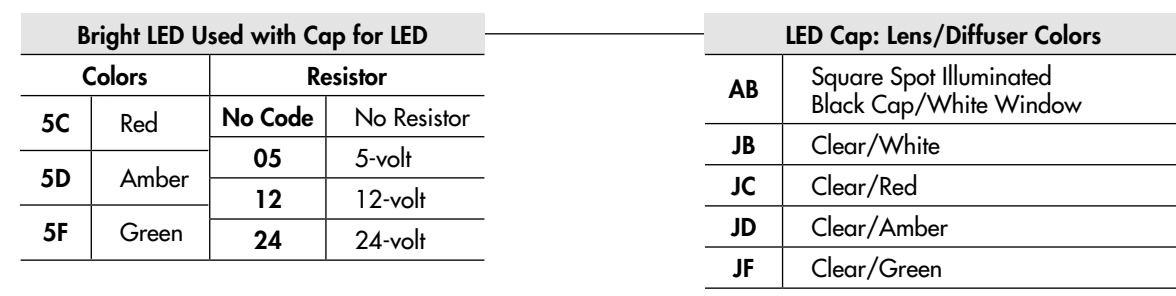 Bright LED Used with Cap for LED
Colors Resistor
5C Red
5D Amber
5F Green
No Code No Resistor
05 5-volt
12 12-volt
24 24-volt
LED Cap: Lens/Diffuser Colors
AB Square Spot Illuminated
Black Cap/White Window
JB Clear/White
JC Clear/Red
JD Clear/Amber
JF Clear/Green